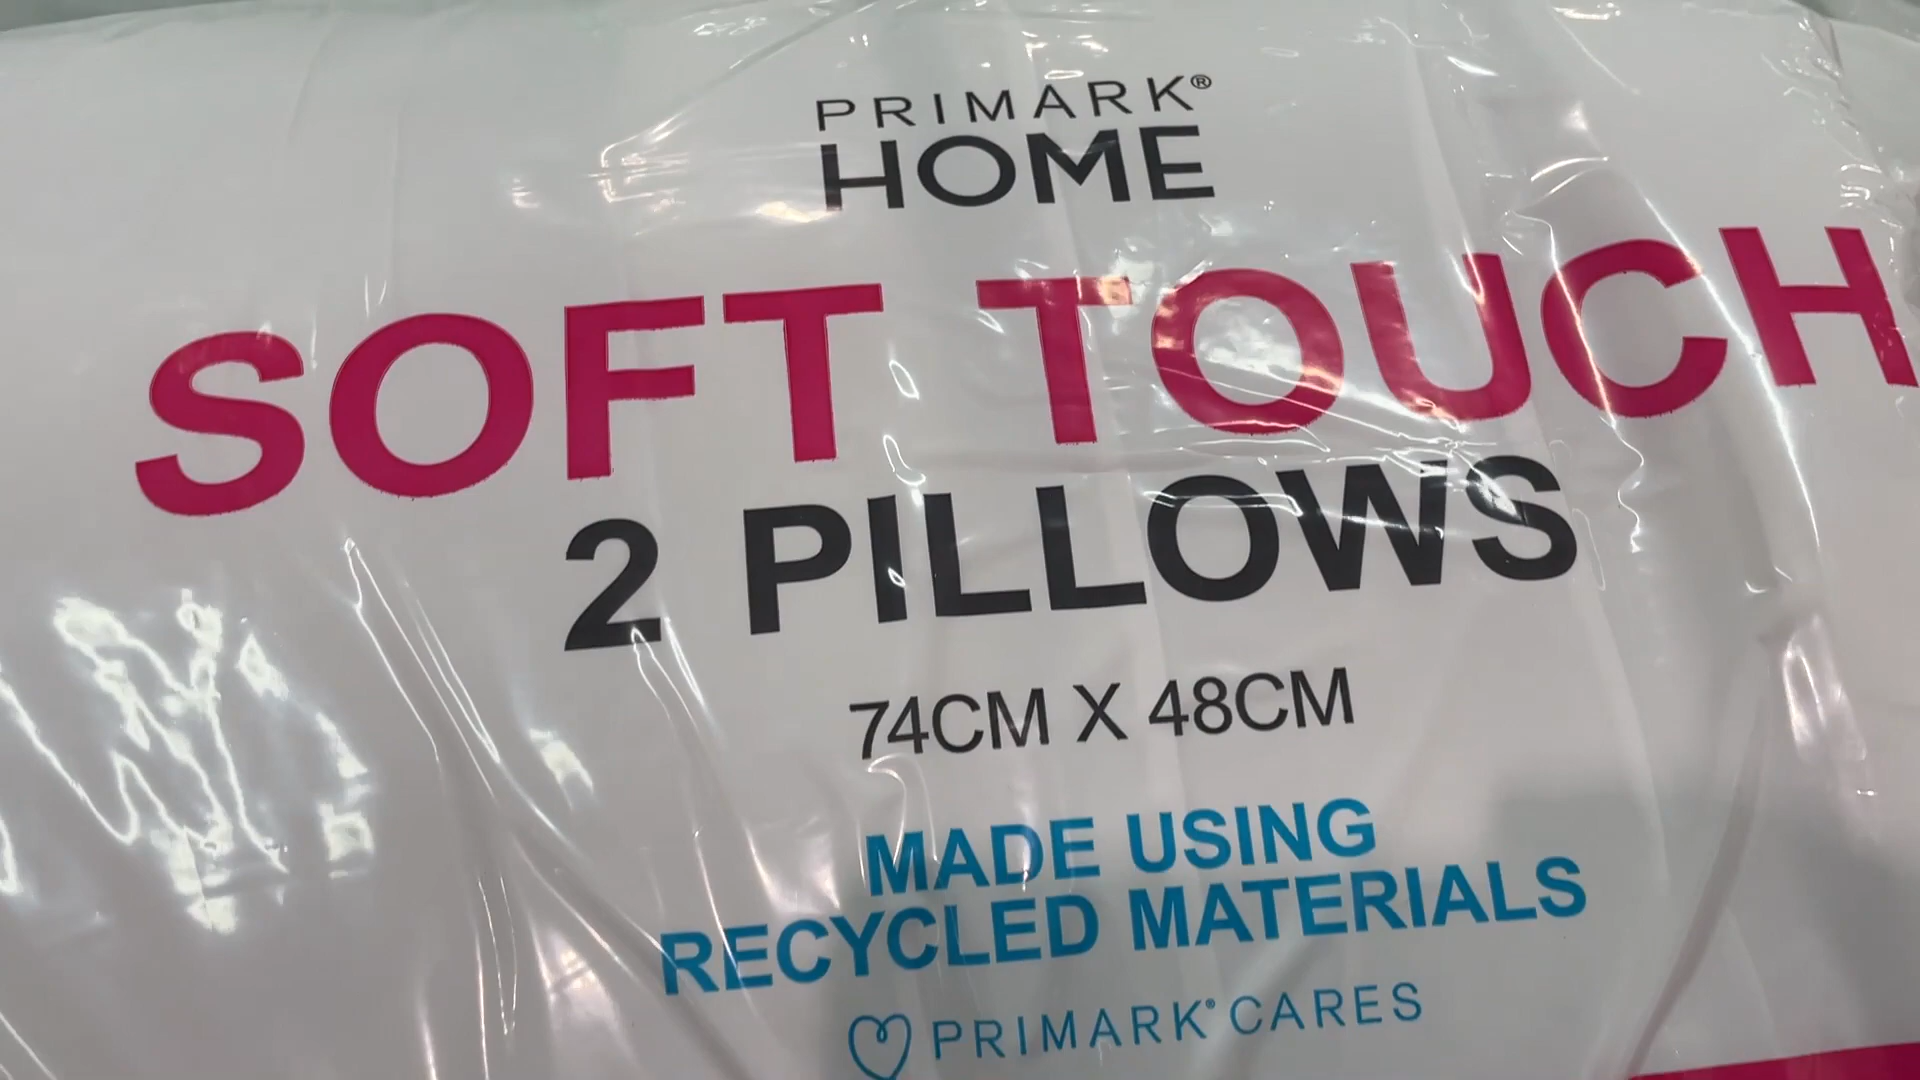 PRIMARK®
HOME
SOFT TOUCH
2 PILLOWS
74CM X 48CM
MADE USING
RECYCLED MATERIALS
PRIMARK® CARES